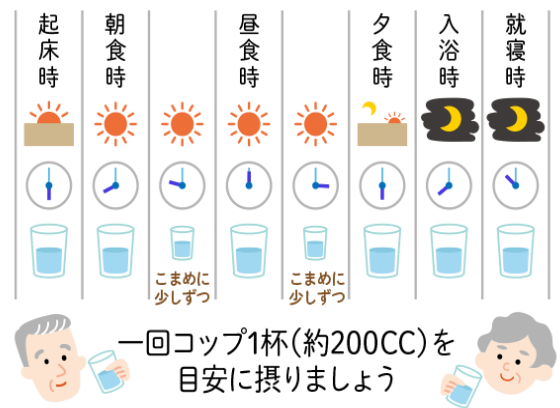 起床時
朝食時
昼食時
夕食時
入浴時
就寝時
こまめに
少しずつ
こまめに
少しずつ
一回コップ1杯(約200CC)を
目安に摂りましょう